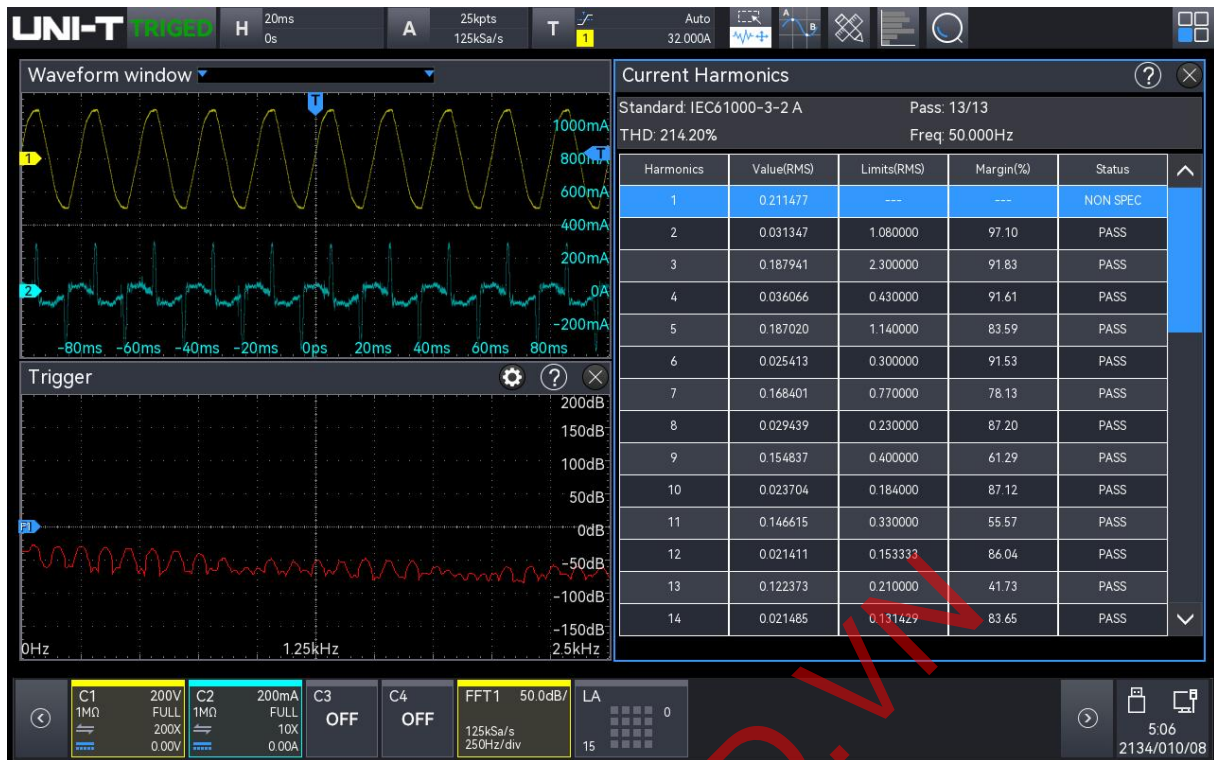 UNI-T TRIGED H 20ms 0s A 25kpts 125kSa/s T 1 Auto 32.000A A B
Waveform window
T
1000mA
1
800mA
T
600mA
400mA
200mA
2
0A
-200mA
-80ms -60ms -40ms -20ms 0ps 20ms 40ms 60ms 80ms
Trigger ?
200dB
150dB
100dB
50dB
0dB
-50dB
-100dB
-150dB
0Hz 1.25kHz 2.5kHz
Current Harmonics ?
Standard: IEC61000-3-2 A Pass: 13/13
THD: 214.20% Freq: 50.000Hz
Harmonics Value(RMS) Limits(RMS) Margin(%) Status
1 0.211477 --- --- NON SPEC
2 0.031347 1.080000 97.10 PASS
3 0.187941 2.300000 91.83 PASS
4 0.036066 0.430000 91.61 PASS
5 0.187020 1.140000 83.59 PASS
6 0.025413 0.300000 91.53 PASS
7 0.168401 0.770000 78.13 PASS
8 0.029439 0.230000 87.20 PASS
9 0.154837 0.400000 61.29 PASS
10 0.023704 0.184000 87.12 PASS
11 0.146615 0.330000 55.57 PASS
12 0.021411 0.153333 86.04 PASS
13 0.122373 0.210000 41.73 PASS
14 0.021485 0.131429 83.65 PASS
C1 200V
1MΩ FULL
200X
0.00V
C2 200mA
1MΩ FULL
10X
0.00A
C3
OFF
C4
OFF
FFT1 50.0dB/
125kSa/s
250Hz/div
LA
0
15
5:06
2134/010/08